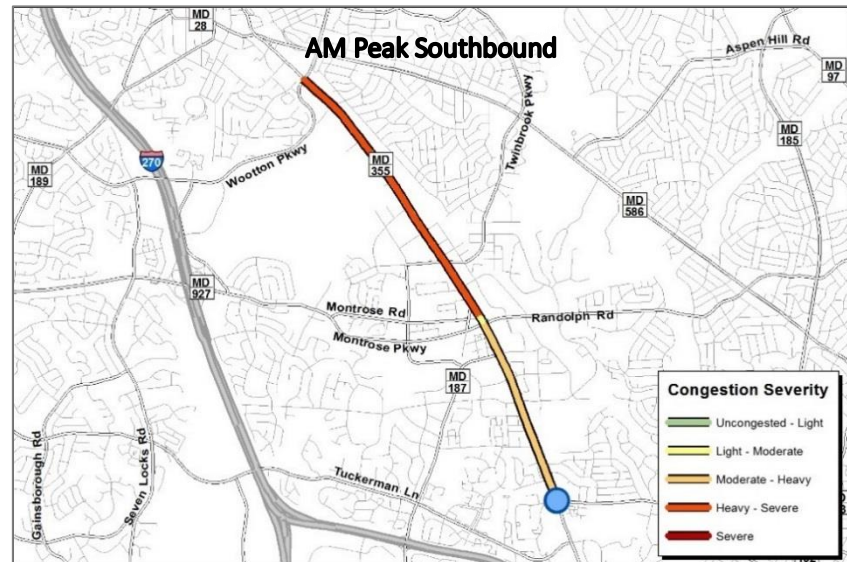 AM Peak Southbound
MD
28
Aspen Hill Rd
MD
97
Twinbrook Pkwy
MD
185
270
MD
355
MD
189
Wootton Pkwy
MD
586
MD
927
Montrose Rd
Randolph Rd
Montrose Pkwy
MD
187
Congestion Severity
Uncongested - Light
Light - Moderate
Moderate - Heavy
Heavy - Severe
Severe
Gainsborough Rd
Seven Locks Rd
Tuckerman Ln